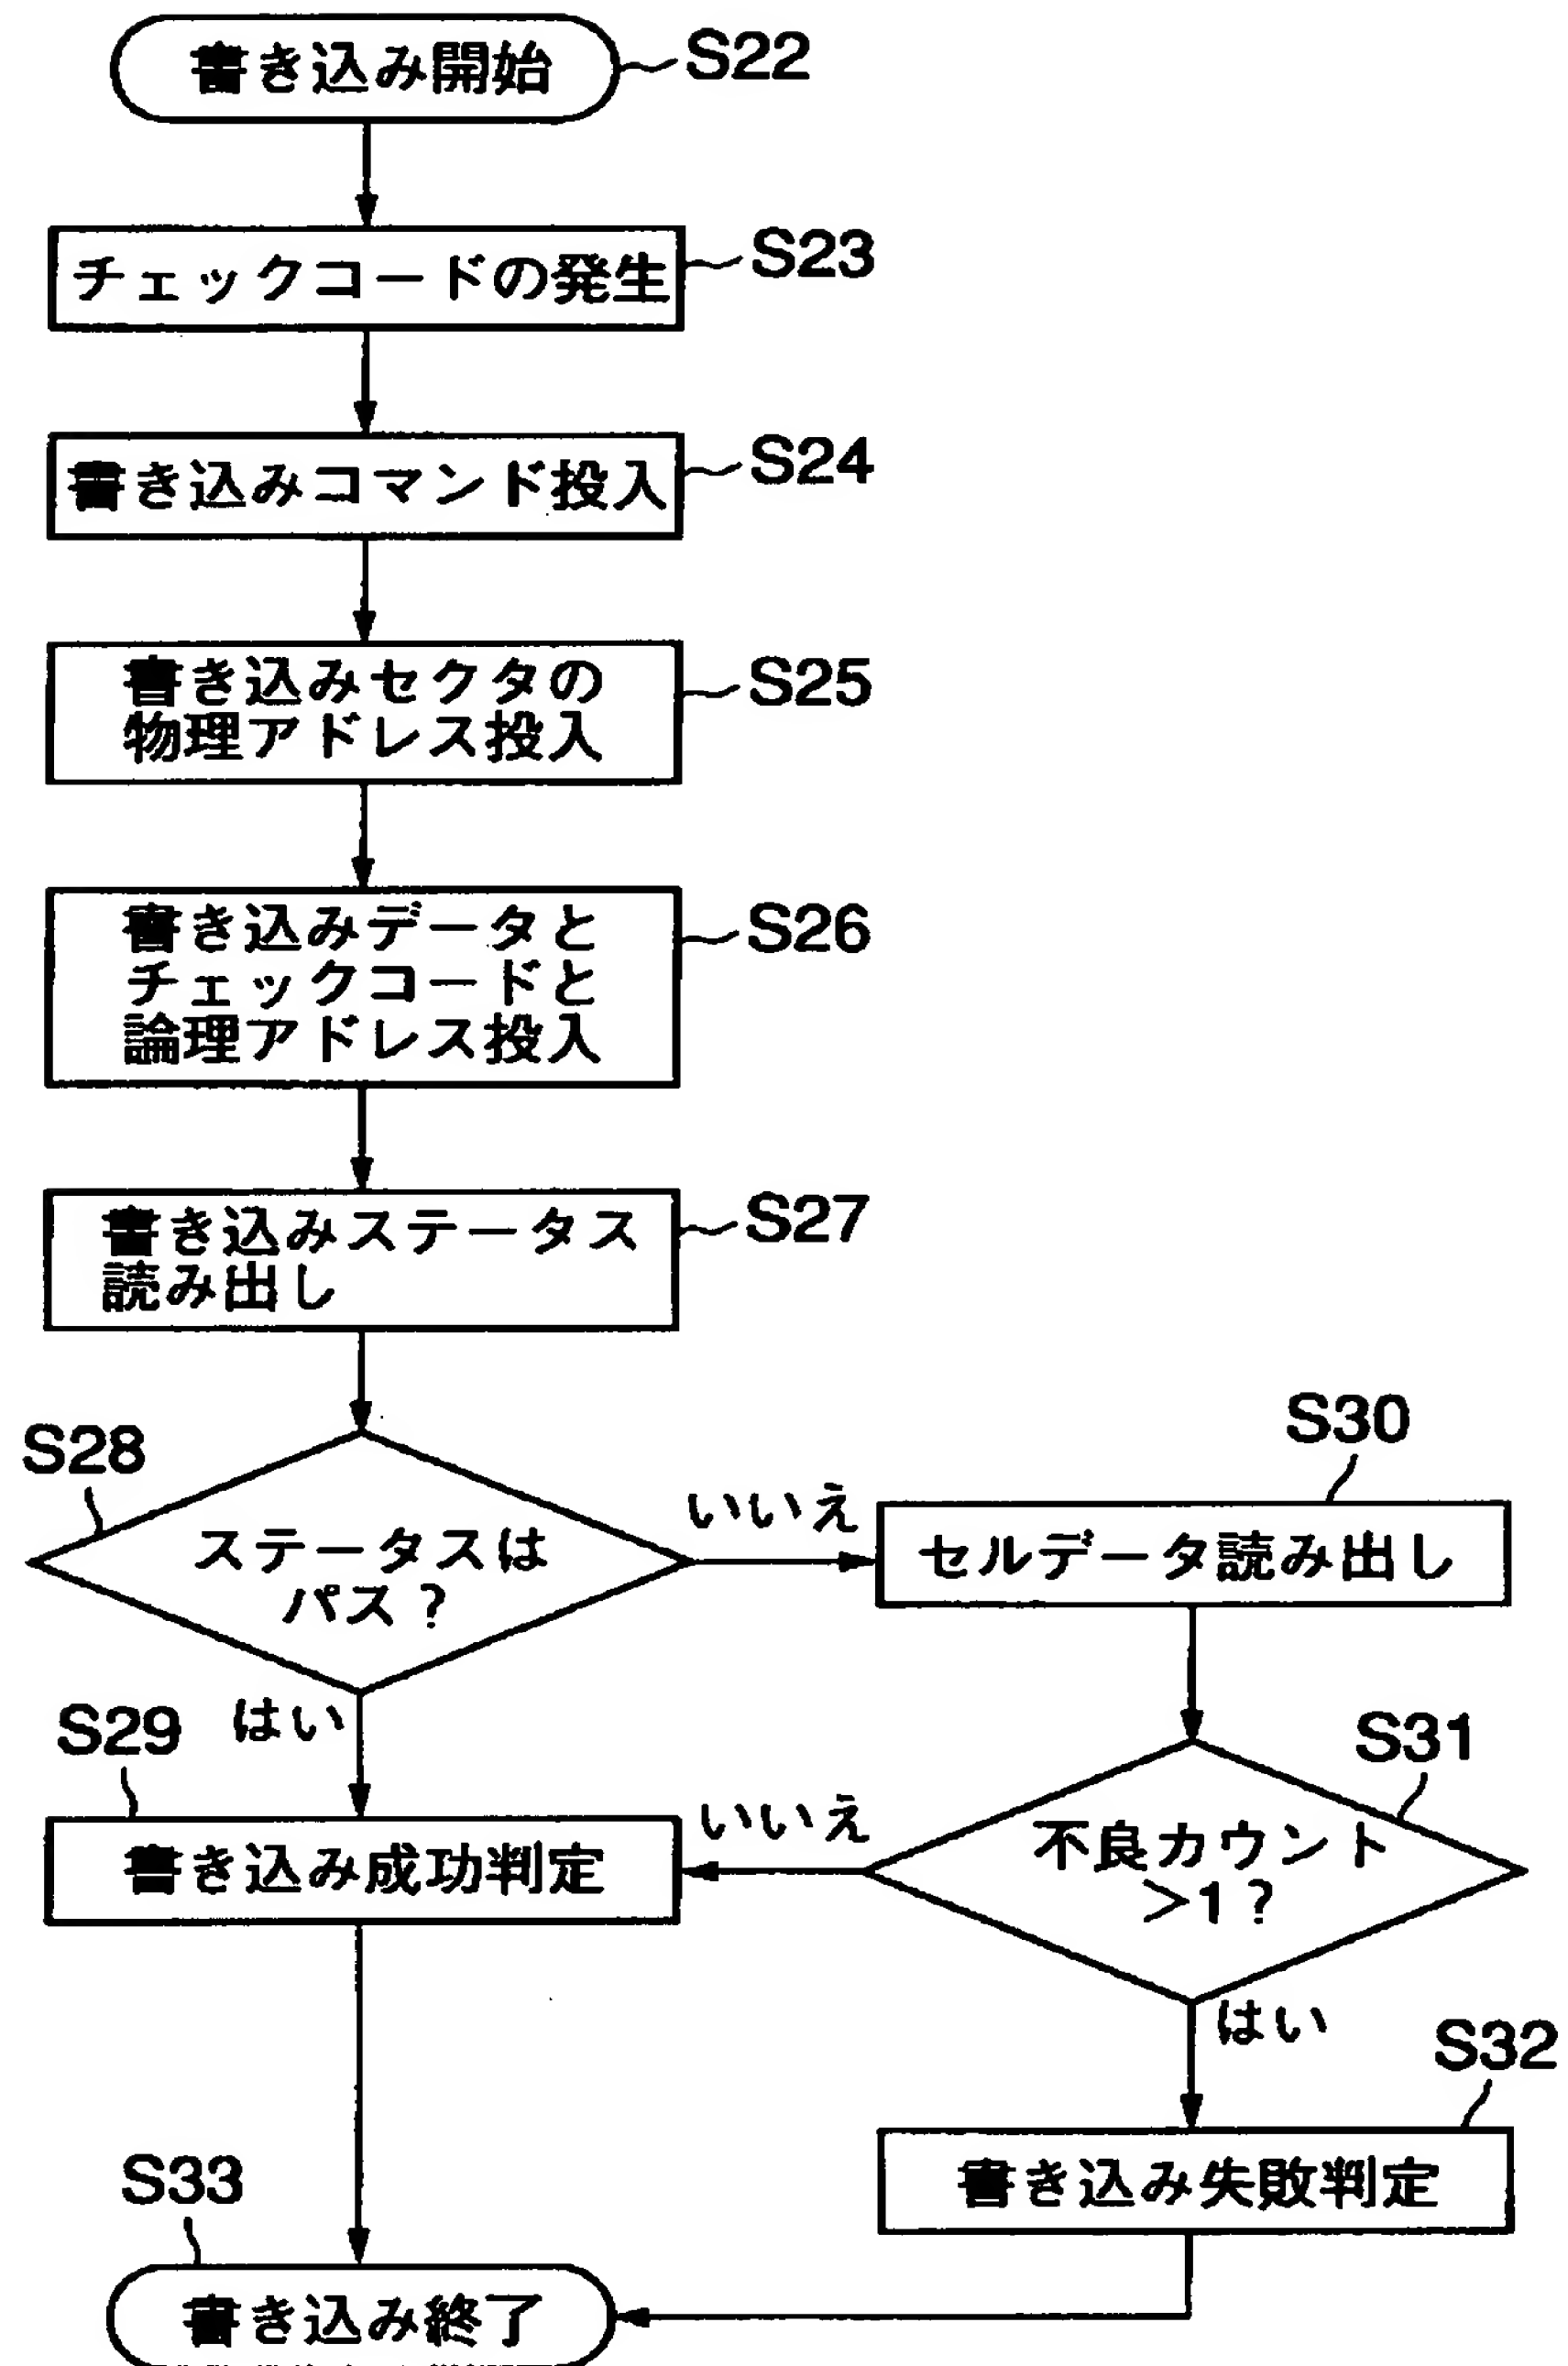 書き込み開始
S22
チェックコードの発生
S23
書き込みコマンド投入
S24
書き込みセクタの
物理アドレス投入
S25
書き込みデータと
チェックコードと
論理アドレス投入
S26
書き込みステータス
読み出し
S27
S28
ステータスは
パス?
いいえ
S30
セルデータ読み出し
はい
S29
書き込み成功判定
いいえ
S31
不良カウント
>1?
はい
S32
書き込み失敗判定
S33
書き込み終了